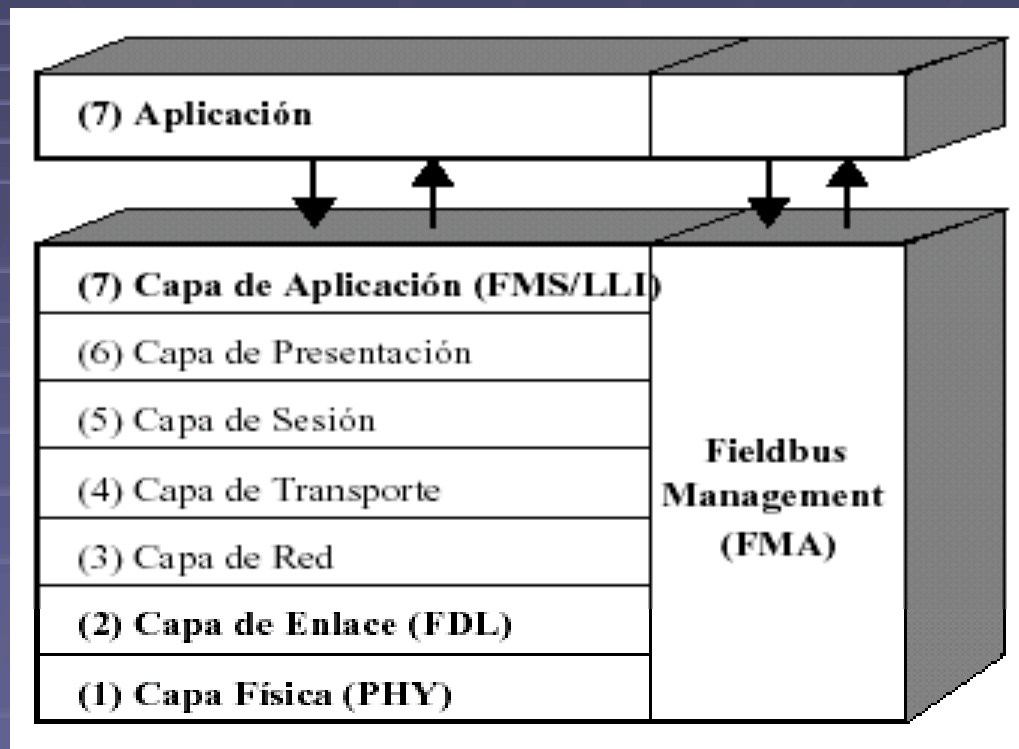 (7) Aplicación
(7) Capa de Aplicación (FMS/LLI)
(6) Capa de Presentación
(5) Capa de Sesión
(4) Capa de Transporte
(3) Capa de Red
(2) Capa de Enlace (FDL)
(1) Capa Física (PHY)
Fieldbus
Management
(FMA)